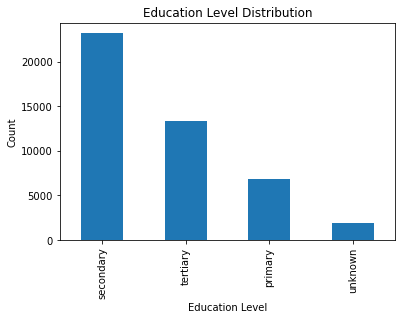 Education Level Distribution
20000
15000
10000
5000
0
Count
secondary
tertiary
primary
unknown
Education Level